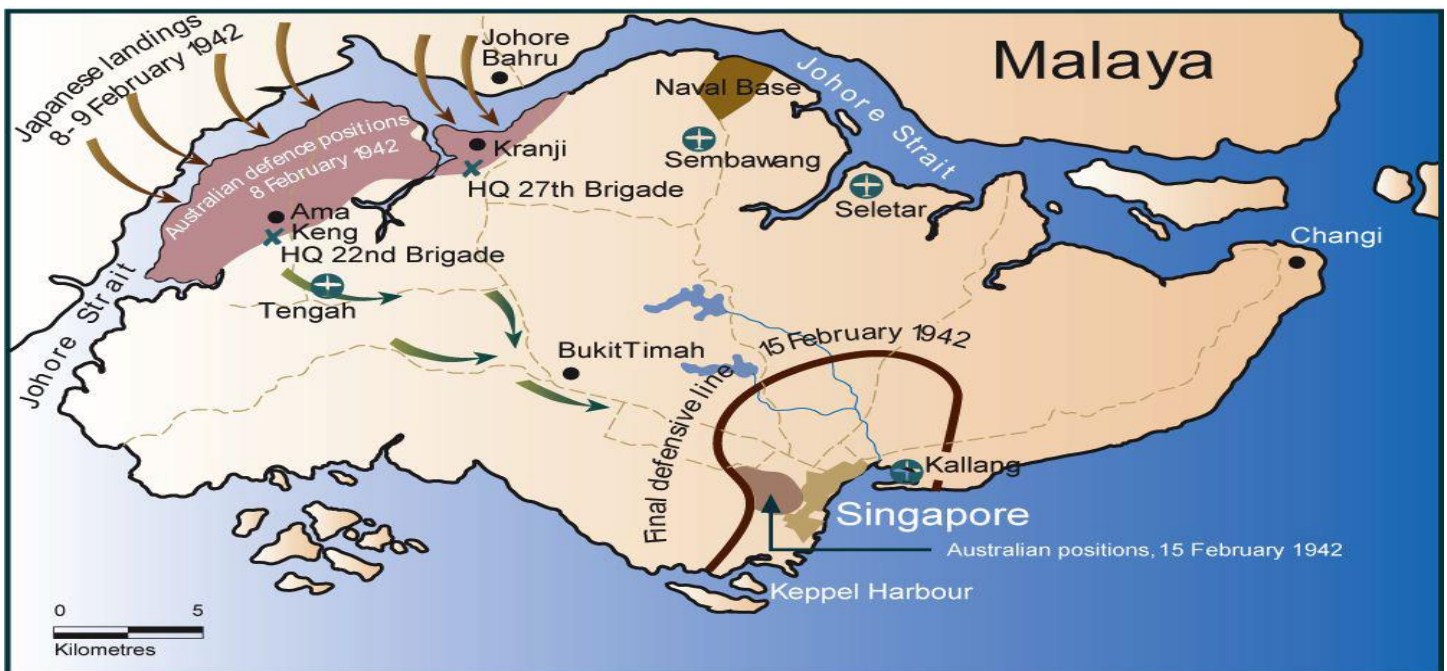 Japanese landings
8- 9 February 1942
Johore
Bahru
Malaya
Johore Strait
Naval Base
Australian defence positions
8 February 1942
Kranji
HQ 27th Brigade
Sembawang
Seletar
Ama
Keng
HQ 22nd Brigade
Changi
Tengah
Johore Strait
BukitTimah
15 February 1942
Final defensive line
Kallang
Singapore
Australian positions, 15 February 1942
Keppel Harbour
0 5
Kilometres